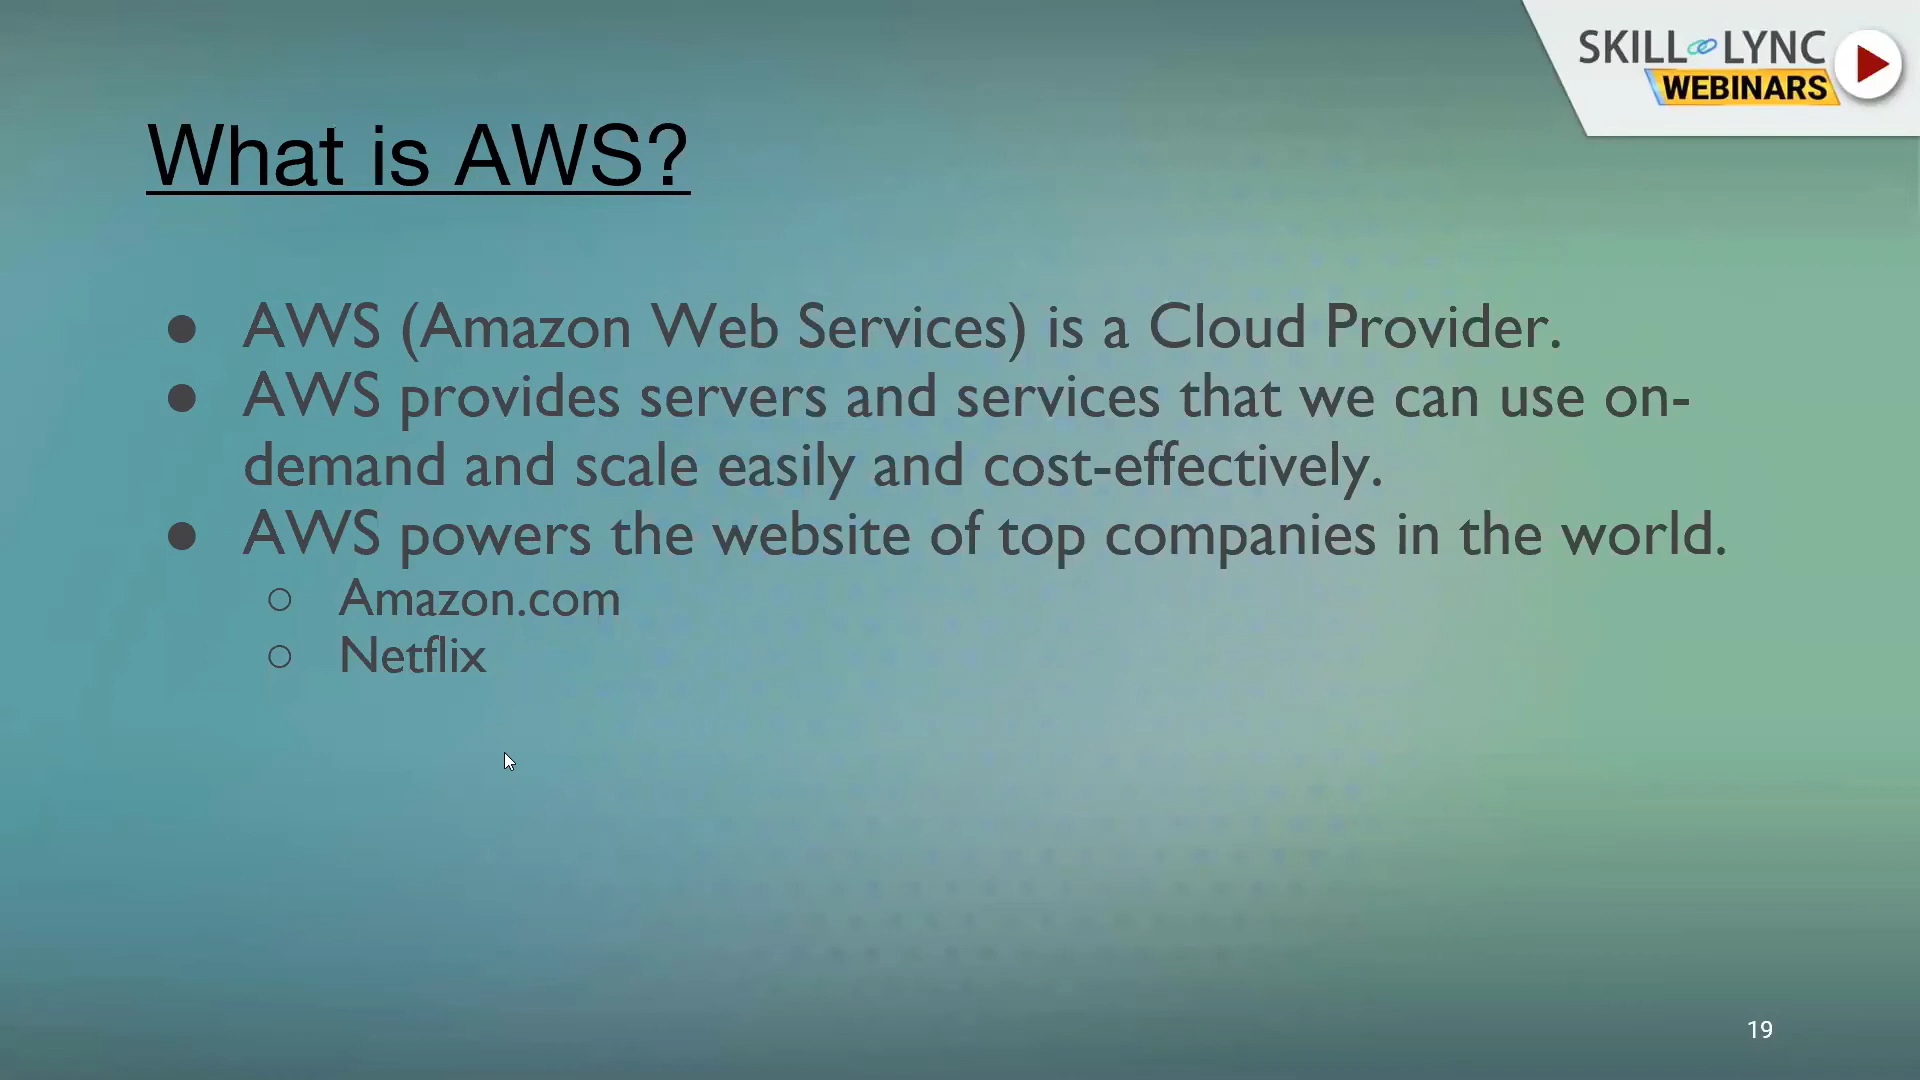 SKILL LYNC
WEBINARS
What is AWS?
● AWS (Amazon Web Services) is a Cloud Provider.
● AWS provides servers and services that we can use on-
demand and scale easily and cost-effectively.
● AWS powers the website of top companies in the world.
○ Amazon.com
○ Netflix
19